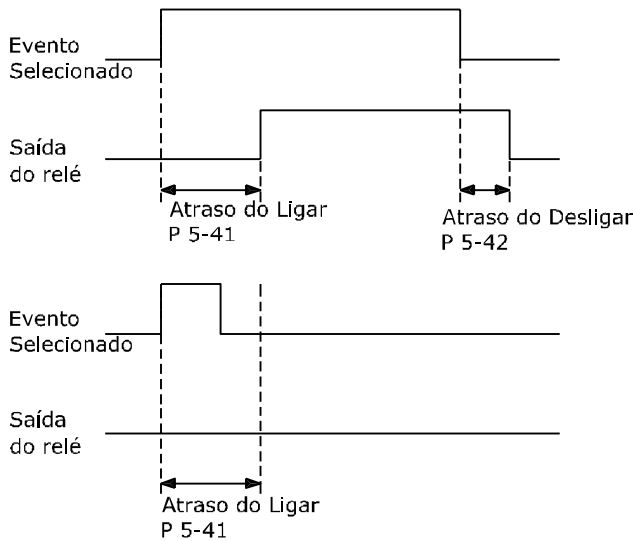 Evento
Selecionado
Saída
do relé
Atraso do Ligar
P 5-41
Atraso do Desligar
P 5-42
Evento
Selecionado
Saída
do relé
Atraso do Ligar
P 5-41